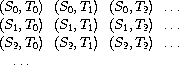 (S₀, T₀) (S₀, T₁) (S₀, T₂) ...
(S₁, T₀) (S₁, T₁) (S₁, T₂) ...
(S₂, T₀) (S₂, T₁) (S₂, T₂) ...
...